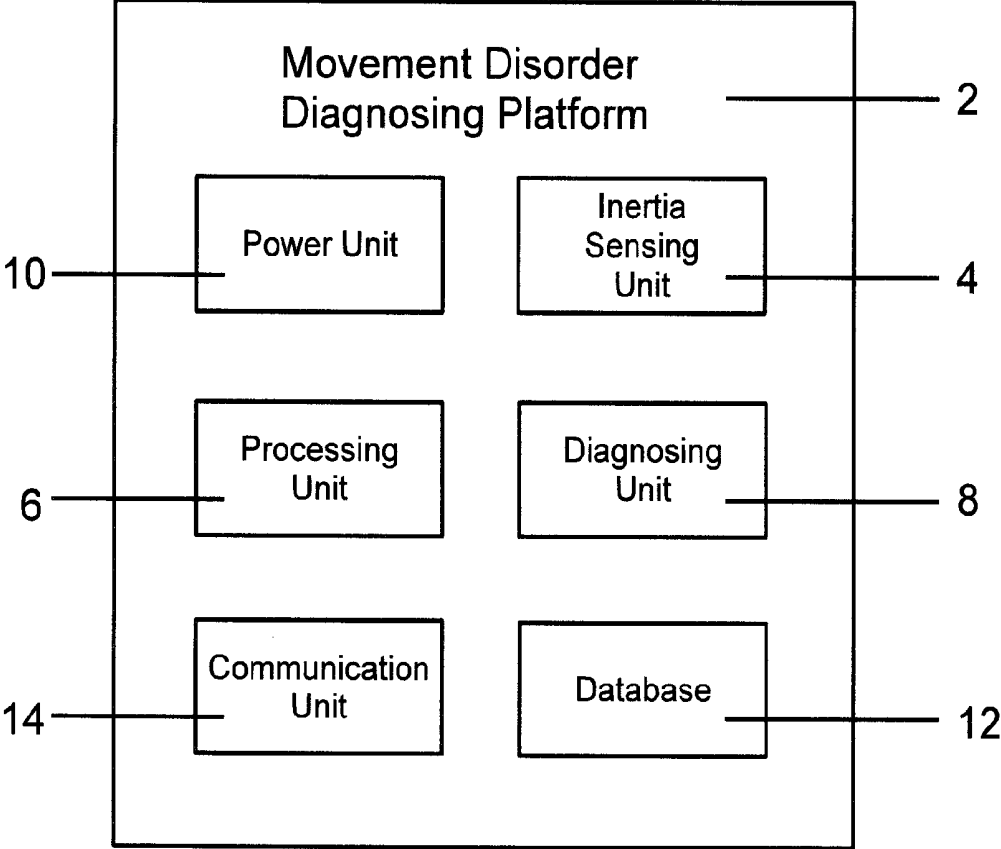 Movement Disorder
Diagnosing Platform
2
Power Unit
10
Inertia
Sensing
Unit
4
Processing
Unit
6
Diagnosing
Unit
8
Communication
Unit
14
Database
12